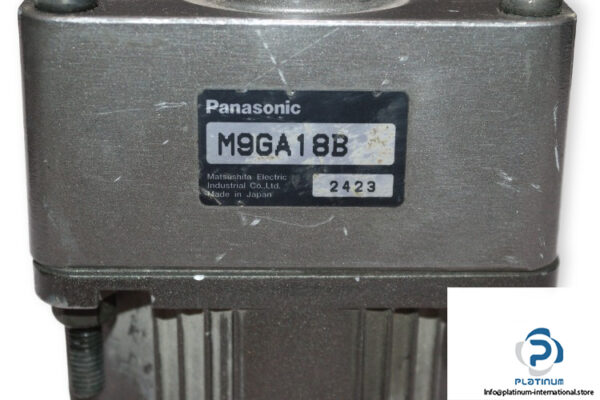 Panasonic
M9GA18B
Matsushita Electric
Industrial Co.,Ltd.
Made in Japan
2423
PLATINUM
Info@platinum-international.store